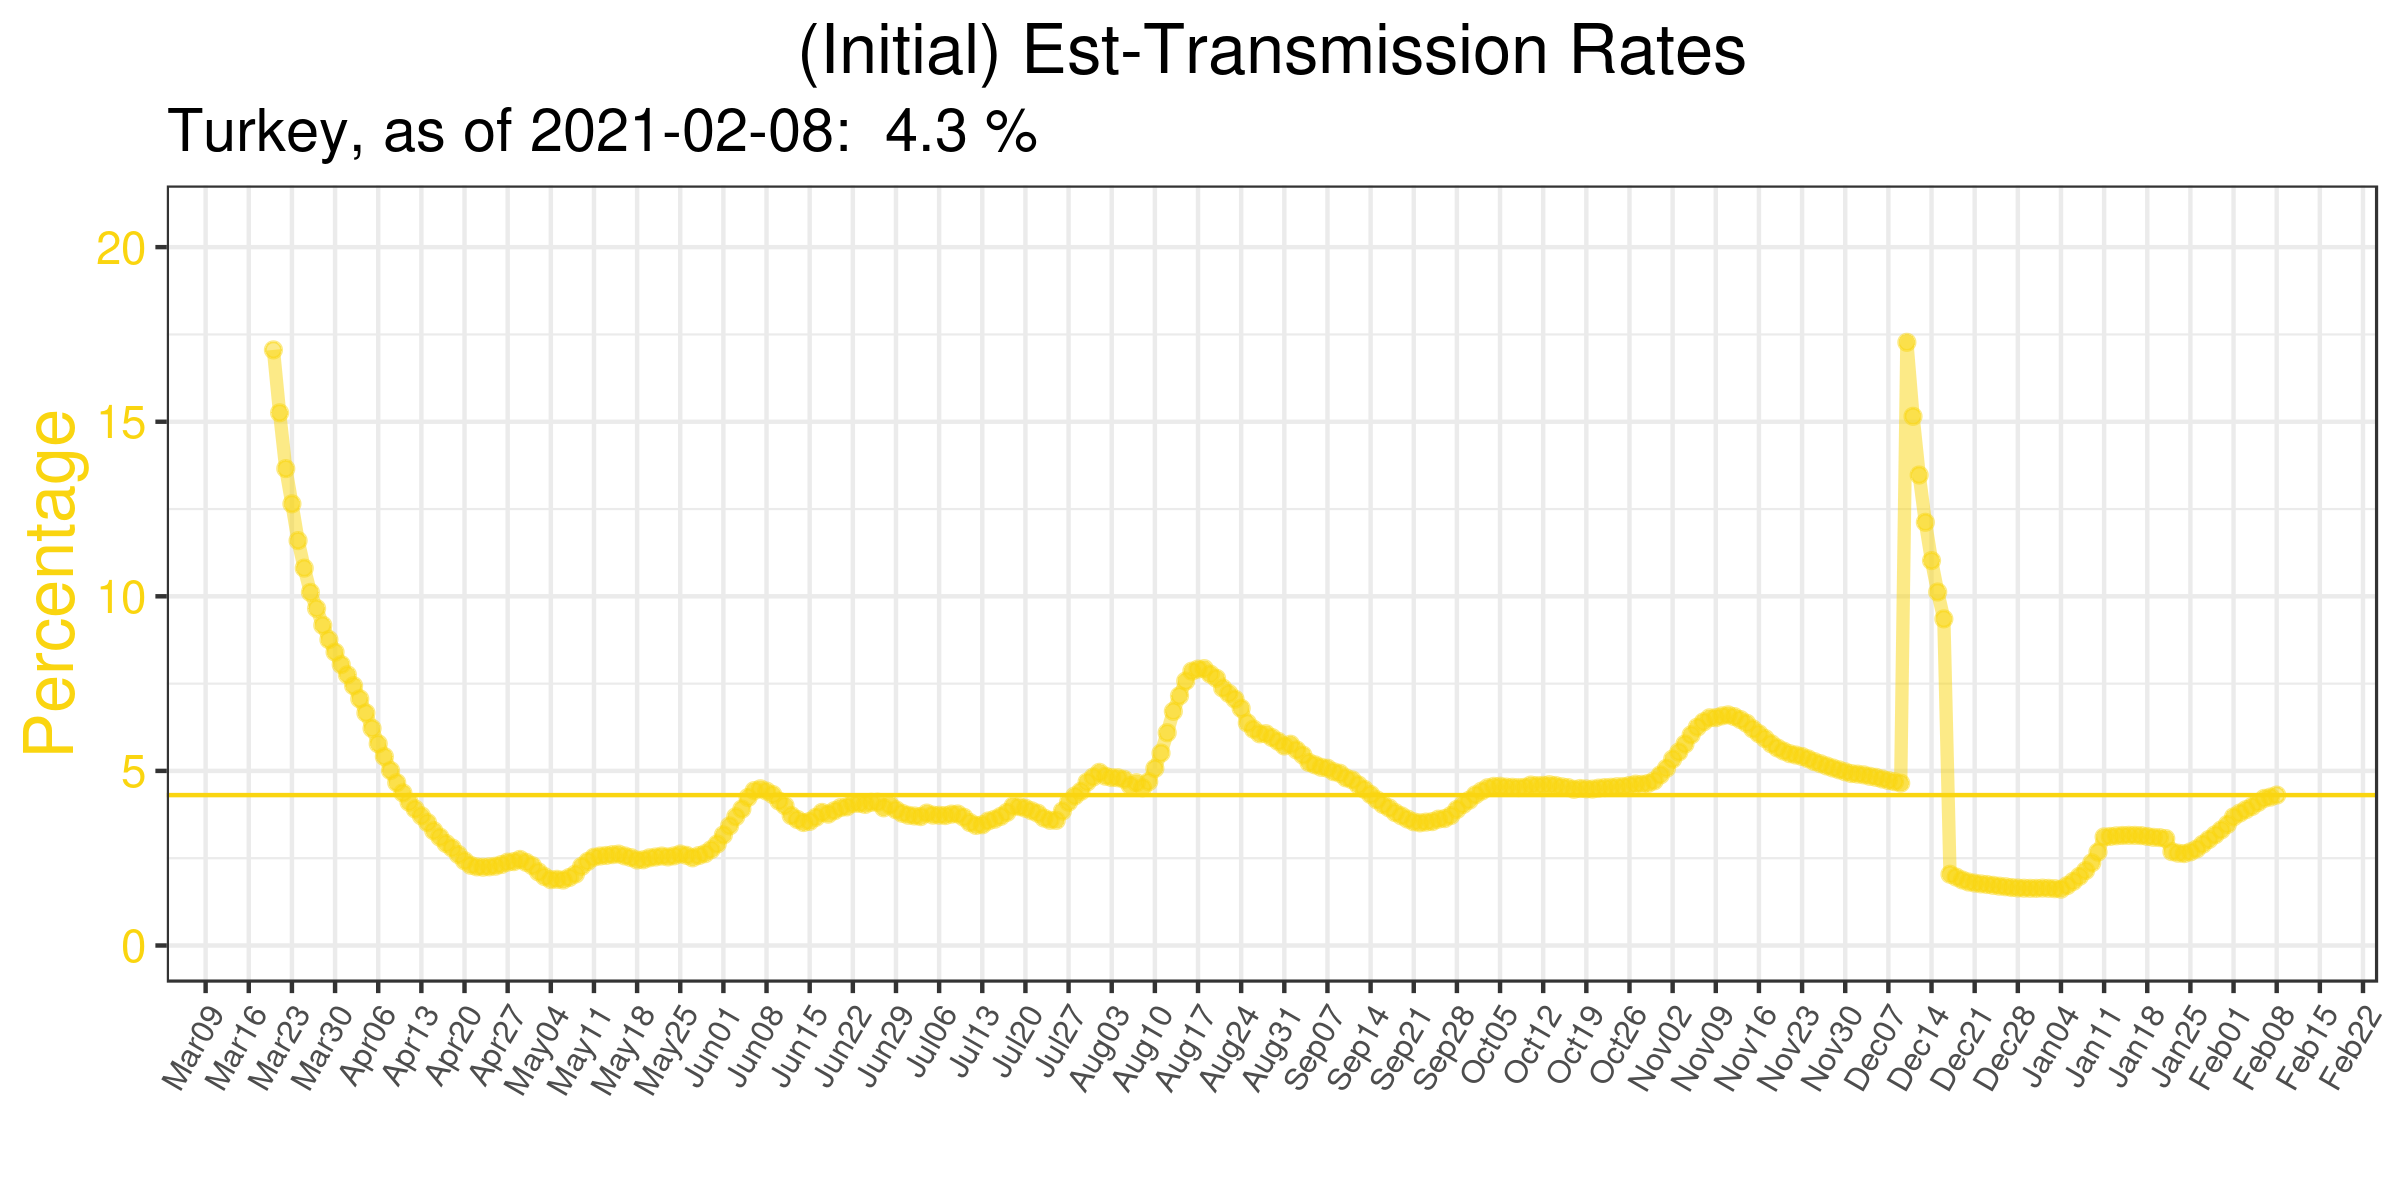 (Initial) Est-Transmission Rates
Turkey, as of 2021-02-08:  4.3 %
Percentage
20
15
10
5
0
Mar09
Mar16
Mar23
Mar30
Apr06
Apr13
Apr20
Apr27
May04
May11
May18
May25
Jun01
Jun08
Jun15
Jun22
Jun29
Jul06
Jul13
Jul20
Jul27
Aug03
Aug10
Aug17
Aug24
Aug31
Sep07
Sep14
Sep21
Sep28
Oct05
Oct12
Oct19
Oct26
Nov02
Nov09
Nov16
Nov23
Nov30
Dec07
Dec14
Dec21
Dec28
Jan04
Jan11
Jan18
Jan25
Feb01
Feb08
Feb15
Feb22